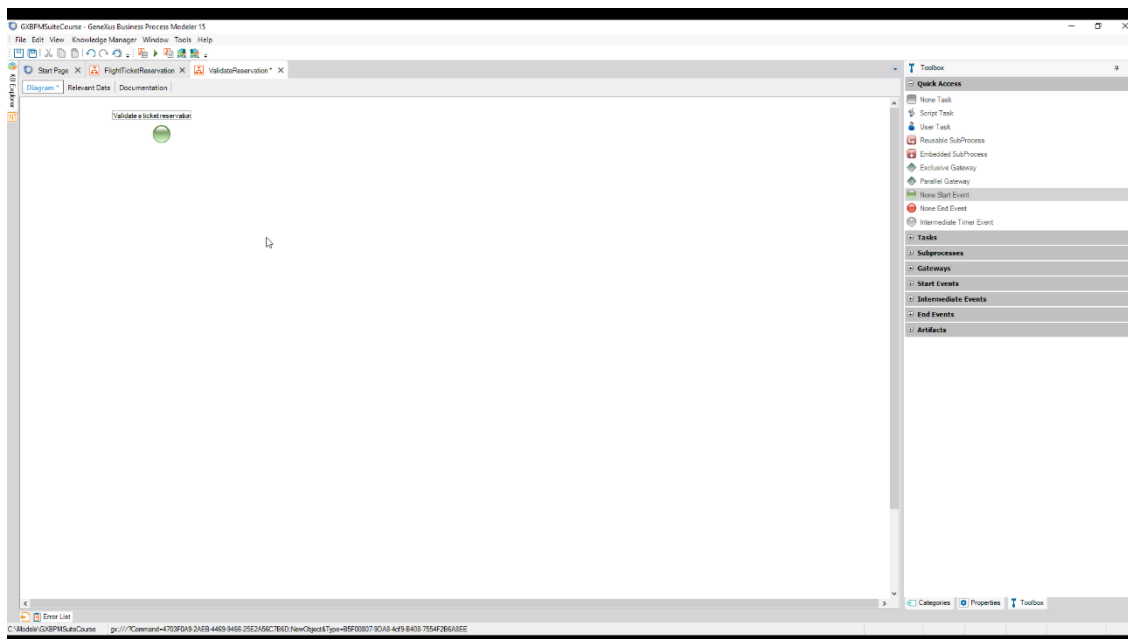 GXBPMSuiteCourse - GeneXus Business Process Modeler 15
File Edit View Knowledge Manager Window Tools Help
Start Page X FlightTicketReservation X ValidateReservation * X
Diagram * Relevant Data Documentation
KB Explorer
Validate a ticket reservation
Toolbox
Quick Access
None Task
Script Task
User Task
Reusable SubProcess
Embedded SubProcess
Exclusive Gateway
Parallel Gateway
None Start Event
None End Event
Intermediate Timer Event
Tasks
Subprocesses
Gateways
Start Events
Intermediate Events
End Events
Artifacts
Categories Properties Toolbox
Error List
C:\Models\GXBPMSuiteCourse